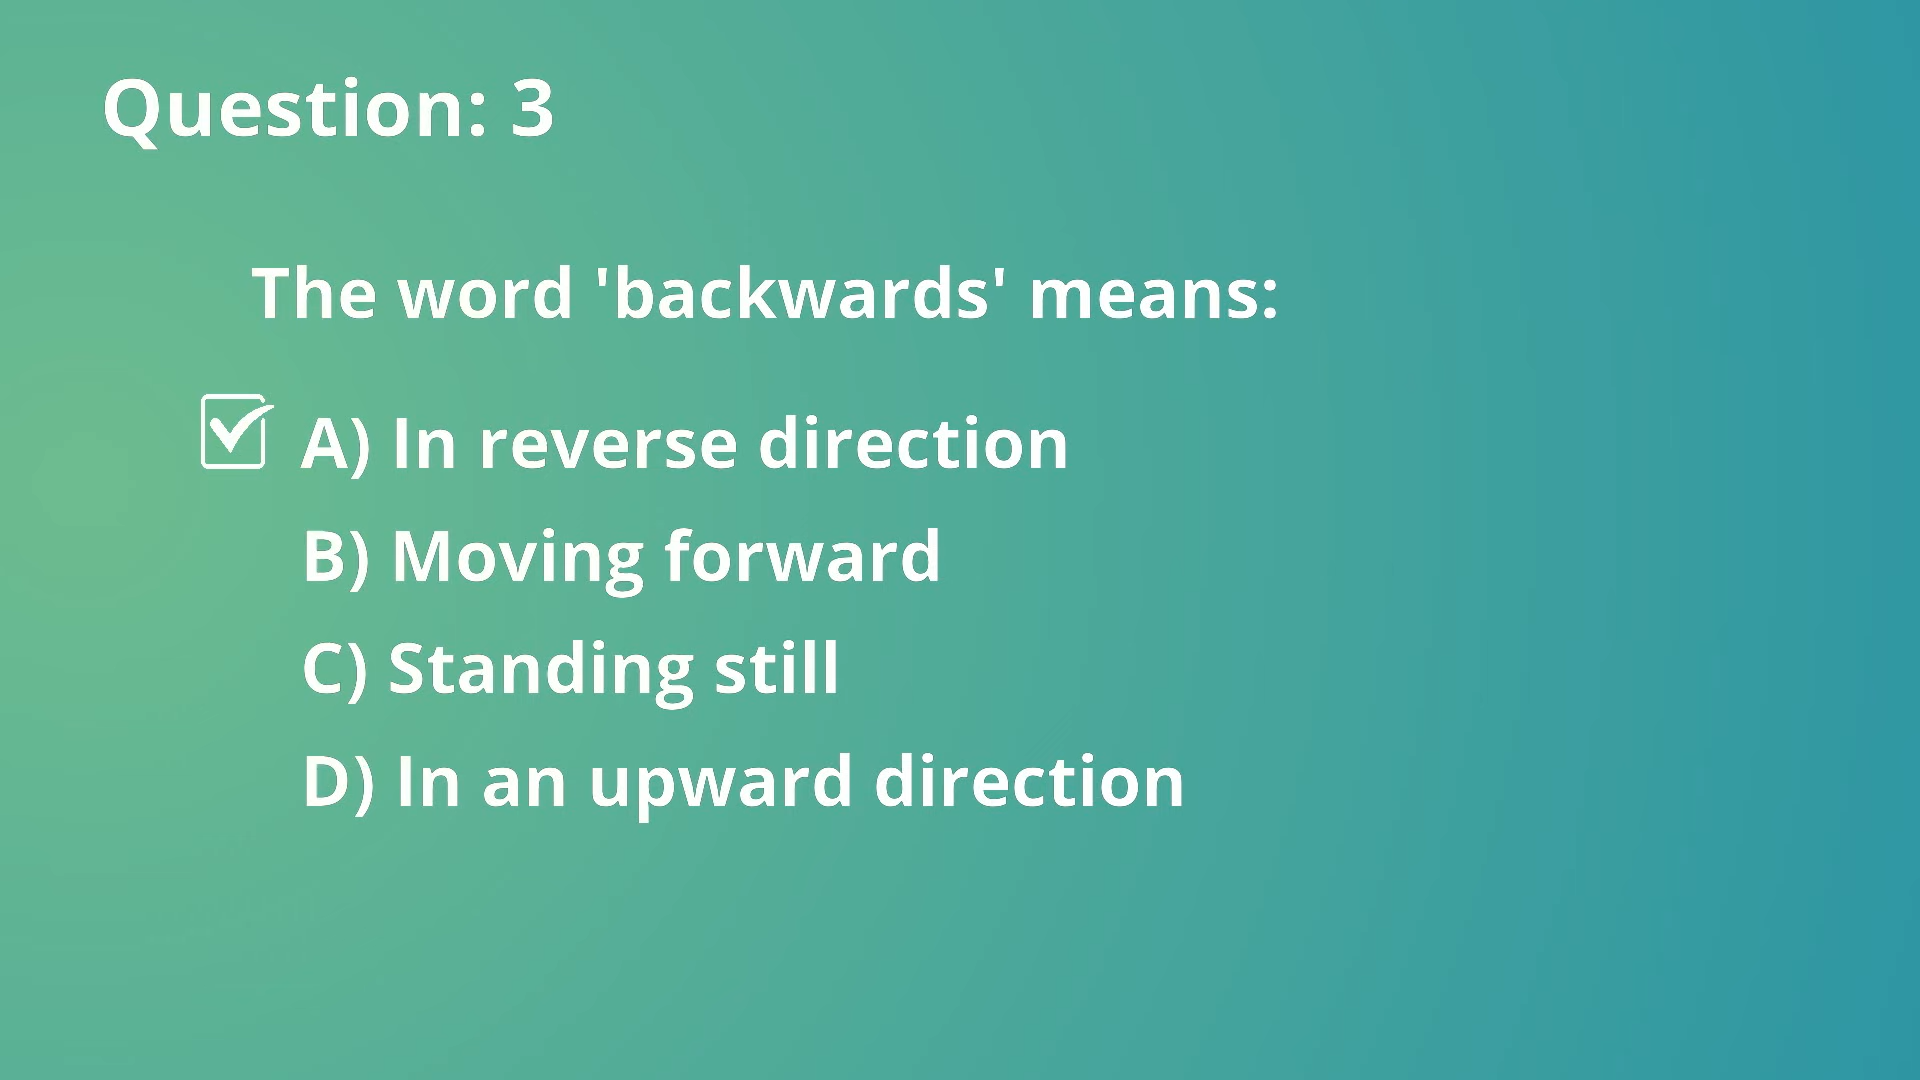 Question: 3
The word 'backwards' means:
A) In reverse direction
B) Moving forward
C) Standing still
D) In an upward direction